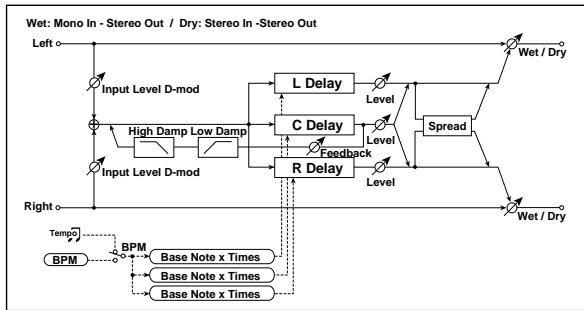 Wet: Mono In - Stereo Out / Dry: Stereo In -Stereo Out
Left
Wet / Dry
Input Level D-mod
L Delay
Level
High Damp Low Damp
C Delay
Level
Spread
Feedback
Input Level D-mod
R Delay
Level
Right
Wet / Dry
Tempo
BPM
BPM
Base Note x Times
Base Note x Times
Base Note x Times